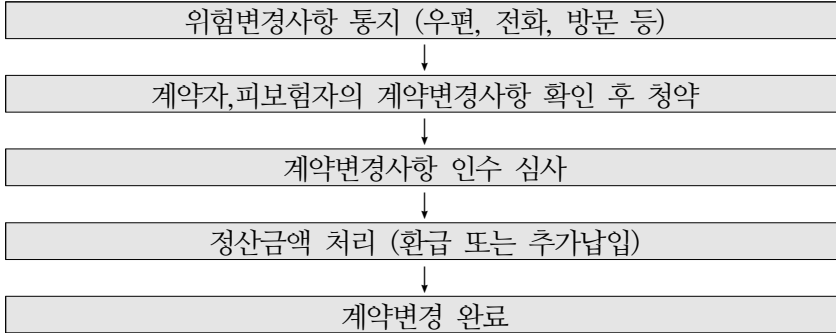 위험변경사항 통지 (우편, 전화, 방문 등)
계약자,피보험자의 계약변경사항 확인 후 청약
계약변경사항 인수 심사
정산금액 처리 (환급 또는 추가납입)
계약변경 완료